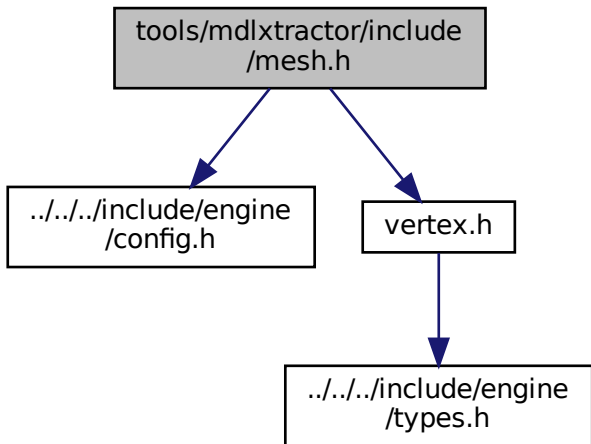 tools/mdlxtractor/include
/mesh.h
../../../include/engine
/config.h
vertex.h
../../../include/engine
/types.h